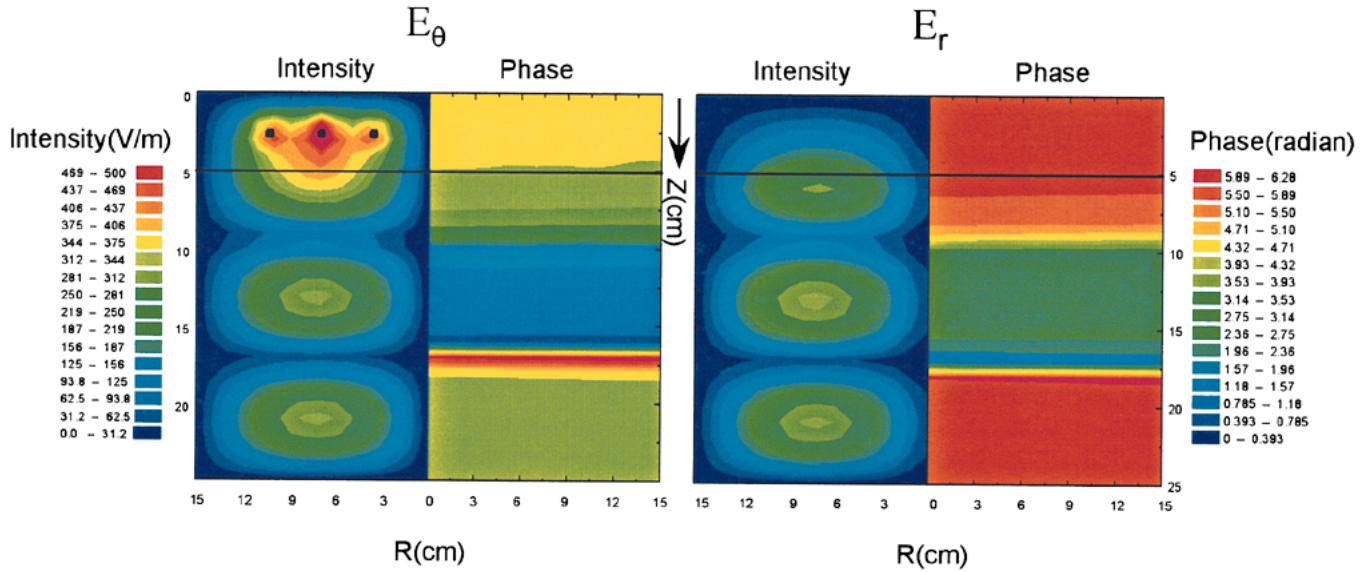 E_θ
E_r
Intensity Phase
Intensity Phase
Intensity(V/m)
469 – 500
437 – 469
406 – 437
375 – 406
344 – 375
312 – 344
281 – 312
250 – 281
219 – 250
187 – 219
156 – 187
125 – 156
93.8 – 125
62.5 – 93.8
31.2 – 62.5
0.0 – 31.2
0
5
10
15
20
15 12 9 6 3 0 3 6 9 12 15
R(cm)
Z(cm)
5
10
15
20
25
15 12 9 6 3 0 3 6 9 12 15
R(cm)
Phase(radian)
5.89 – 6.28
5.50 – 5.89
5.10 – 5.50
4.71 – 5.10
4.32 – 4.71
3.93 – 4.32
3.53 – 3.93
3.14 – 3.53
2.75 – 3.14
2.36 – 2.75
1.96 – 2.36
1.57 – 1.96
1.18 – 1.57
0.785 – 1.18
0.393 – 0.785
0 – 0.393